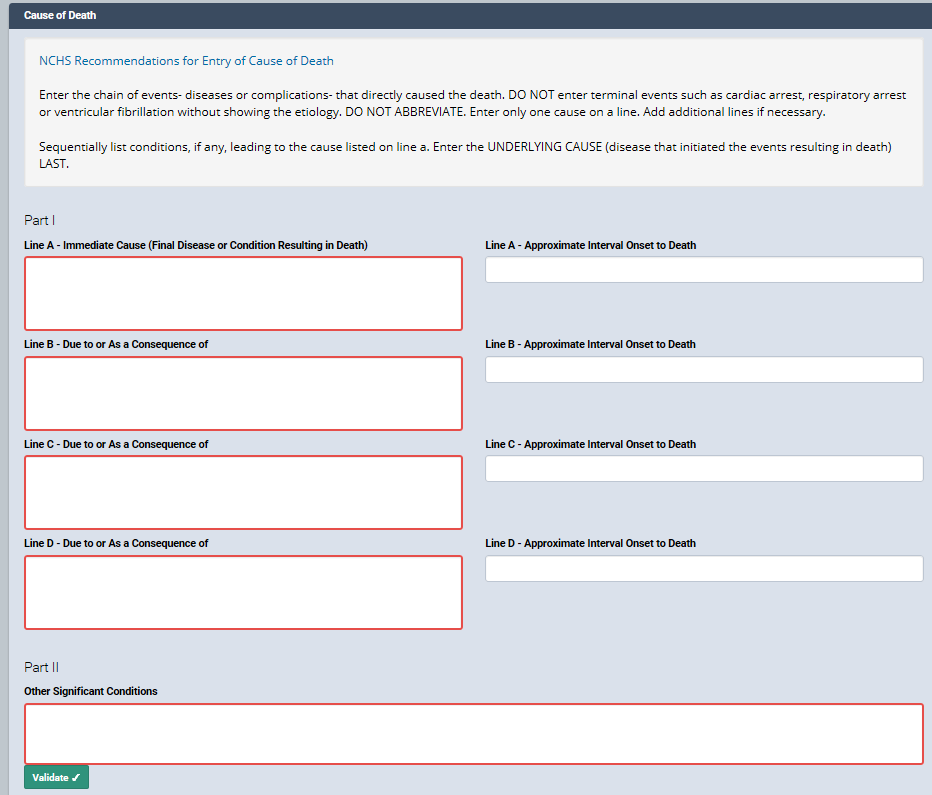 Cause of Death
NCHS Recommendations for Entry of Cause of Death
Enter the chain of events- diseases or complications- that directly caused the death. DO NOT enter terminal events such as cardiac arrest, respiratory arrest
or ventricular fibrillation without showing the etiology. DO NOT ABBREVIATE. Enter only one cause on a line. Add additional lines if necessary.
Sequentially list conditions, if any, leading to the cause listed on line a. Enter the UNDERLYING CAUSE (disease that initiated the events resulting in death)
LAST.
Part I
Line A - Immediate Cause (Final Disease or Condition Resulting in Death)
Line A - Approximate Interval Onset to Death
Line B - Due to or As a Consequence of
Line B - Approximate Interval Onset to Death
Line C - Due to or As a Consequence of
Line C - Approximate Interval Onset to Death
Line D - Due to or As a Consequence of
Line D - Approximate Interval Onset to Death
Part II
Other Significant Conditions
Validate ✓